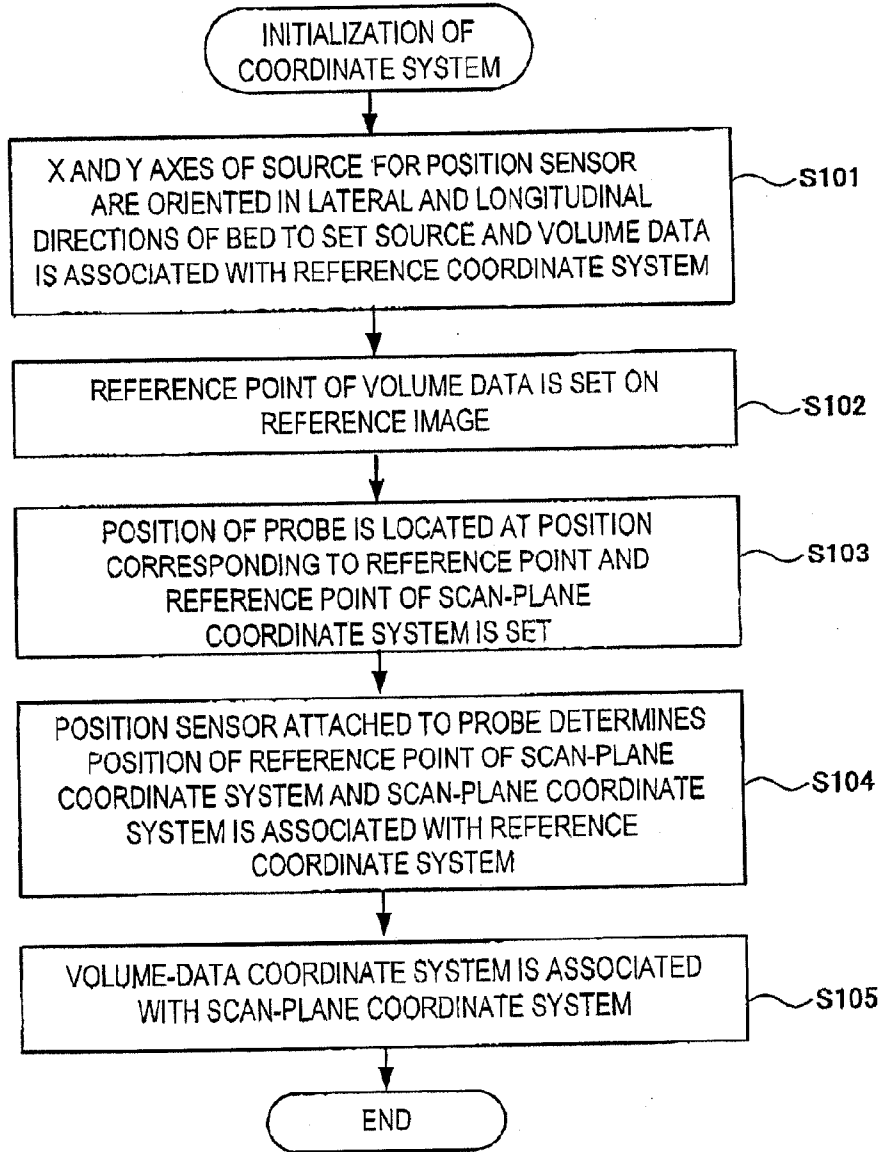 INITIALIZATION OF
COORDINATE SYSTEM
X AND Y AXES OF SOURCE FOR POSITION SENSOR
ARE ORIENTED IN LATERAL AND LONGITUDINAL
DIRECTIONS OF BED TO SET SOURCE AND VOLUME DATA
IS ASSOCIATED WITH REFERENCE COORDINATE SYSTEM
S101
REFERENCE POINT OF VOLUME DATA IS SET ON
REFERENCE IMAGE
S102
POSITION OF PROBE IS LOCATED AT POSITION
CORRESPONDING TO REFERENCE POINT AND
REFERENCE POINT OF SCAN-PLANE
COORDINATE SYSTEM IS SET
S103
POSITION SENSOR ATTACHED TO PROBE DETERMINES
POSITION OF REFERENCE POINT OF SCAN-PLANE
COORDINATE SYSTEM AND SCAN-PLANE COORDINATE
SYSTEM IS ASSOCIATED WITH REFERENCE
COORDINATE SYSTEM
S104
VOLUME-DATA COORDINATE SYSTEM IS ASSOCIATED
WITH SCAN-PLANE COORDINATE SYSTEM
S105
END